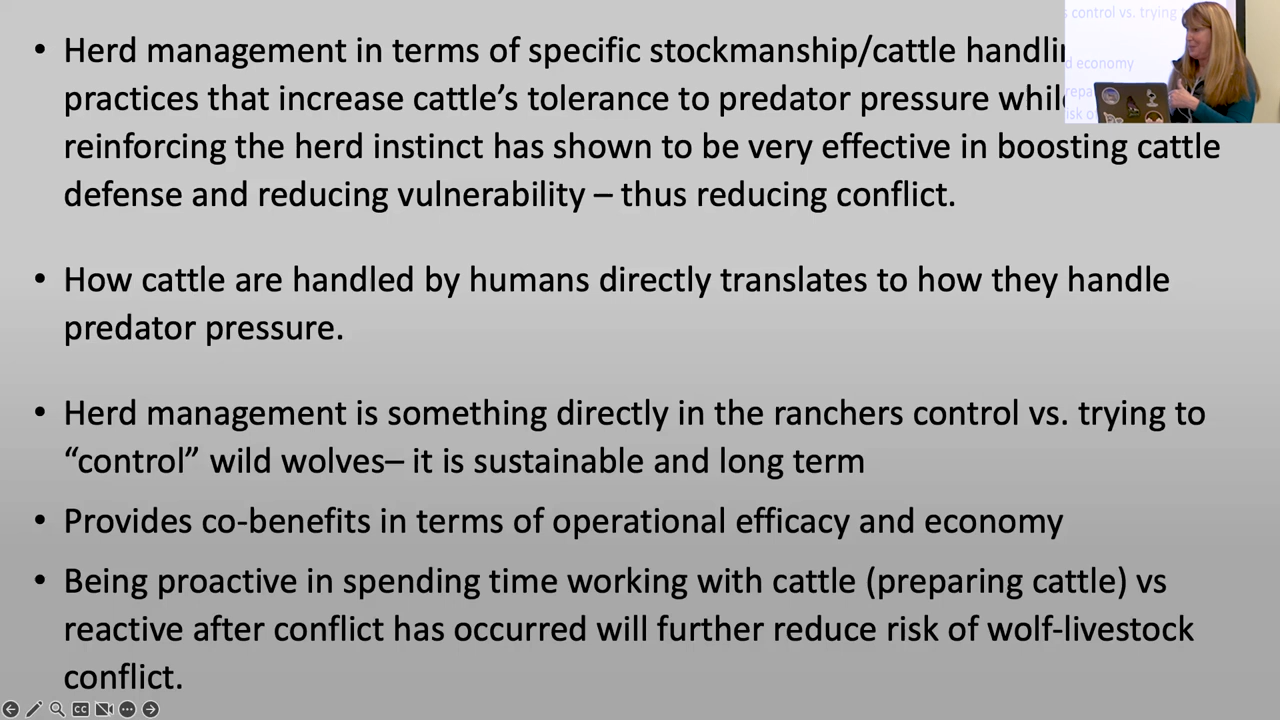 • Herd management in terms of specific stockmanship/cattle
practices that increase cattle's tolerance to predator pressure
reinforcing the herd instinct has shown to be very effective in boosting cattle
defense and reducing vulnerability – thus reducing conflict.
• How cattle are handled by humans directly translates to how they handle
predator pressure.
• Herd management is something directly in the ranchers control vs. trying to
“control” wild wolves– it is sustainable and long term
• Provides co-benefits in terms of operational efficacy and economy
• Being proactive in spending time working with cattle (preparing cattle) vs
reactive after conflict has occurred will further reduce risk of wolf-livestock
conflict.
control vs. trying
economy
CC